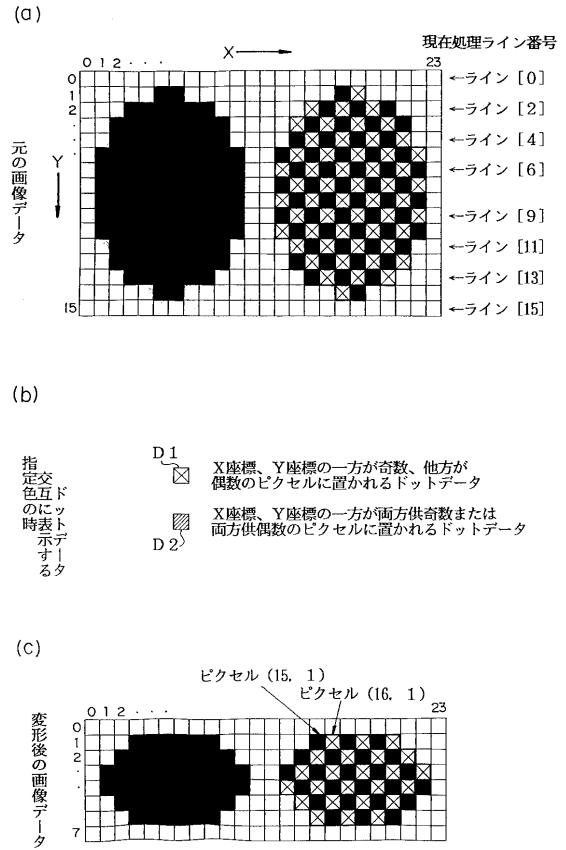 (a)
X
現在処理ライン番号
0 1 2 · · ·
23
0
1
2
·
·
·
15
Y
元の画像データ
←ライン [0]
←ライン [2]
←ライン [4]
←ライン [6]
←ライン [9]
←ライン [11]
←ライン [13]
←ライン [15]
(b)
ドットデータ
交互に表示する
指定色の時
D1
X座標、Y座標の一方が奇数、他方が
偶数のピクセルに置かれるドットデータ
D2
X座標、Y座標の一方が両方供奇数または
両方供偶数のピクセルに置かれるドットデータ
(c)
ピクセル (15, 1)
ピクセル (16, 1)
0 1 2 · · ·
23
0
1
2
·
·
7
変形後の画像データ